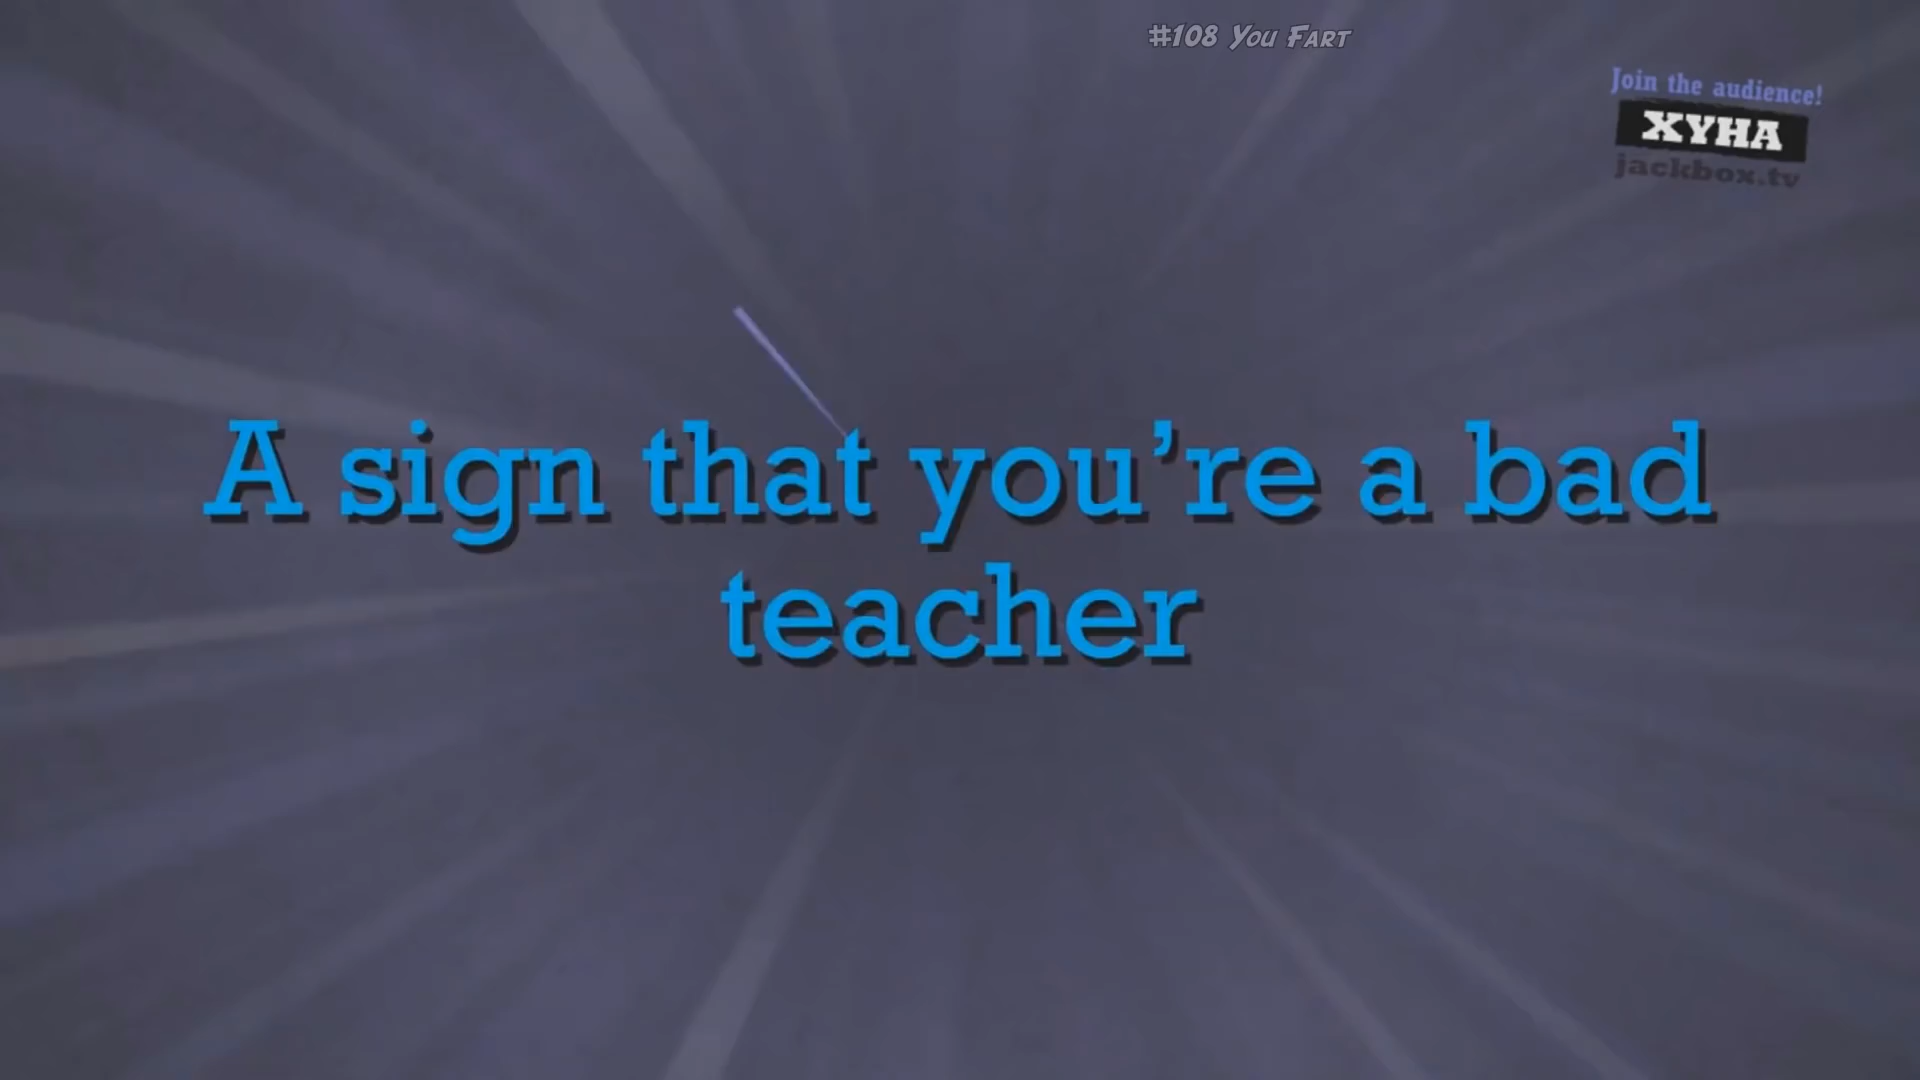 #108 You Fart
Join the audience!
XYHA
jackbox.tv
A sign that you're a bad
teacher